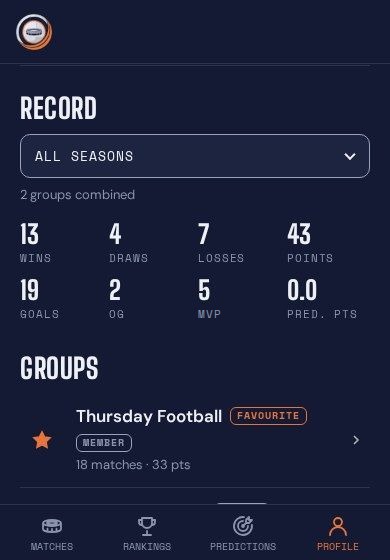 RECORD
ALL SEASONS
2 groups combined
13 4 7 43
WINS DRAWS LOSSES POINTS
19 2 5 0.0
GOALS OG MVP PRED. PTS
GROUPS
Thursday Football FAVOURITE
MEMBER
18 matches · 33 pts
MATCHES RANKINGS PREDICTIONS PROFILE